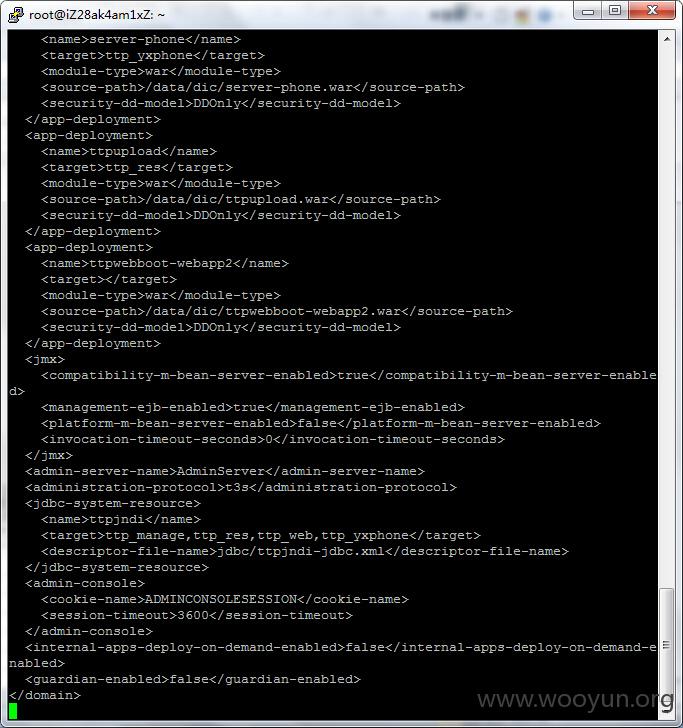 root@iZ28ak4am1xZ: ~
<name>server-phone</name>
<target>ttp_yxphone</target>
<module-type>war</module-type>
<source-path>/data/dic/server-phone.war</source-path>
<security-dd-model>DDOnly</security-dd-model>
</app-deployment>
<app-deployment>
<name>ttpupload</name>
<target>ttp_res</target>
<module-type>war</module-type>
<source-path>/data/dic/ttpupload.war</source-path>
<security-dd-model>DDOnly</security-dd-model>
</app-deployment>
<app-deployment>
<name>ttpwebboot-webapp2</name>
<target></target>
<module-type>war</module-type>
<source-path>/data/dic/ttpwebboot-webapp2.war</source-path>
<security-dd-model>DDOnly</security-dd-model>
</app-deployment>
<jmx>
<compatibility-m-bean-server-enabled>true</compatibility-m-bean-server-enable
d>
<management-ejb-enabled>true</management-ejb-enabled>
<platform-m-bean-server-enabled>false</platform-m-bean-server-enabled>
<invocation-timeout-seconds>0</invocation-timeout-seconds>
</jmx>
<admin-server-name>AdminServer</admin-server-name>
<administration-protocol>t3s</administration-protocol>
<jdbc-system-resource>
<name>ttpjndi</name>
<target>ttp_manage,ttp_res,ttp_web,ttp_yxphone</target>
<descriptor-file-name>jdbc/ttpjndi-jdbc.xml</descriptor-file-name>
</jdbc-system-resource>
<admin-console>
<cookie-name>ADMINCONSOLESESSION</cookie-name>
<session-timeout>3600</session-timeout>
</admin-console>
<internal-apps-deploy-on-demand-enabled>false</internal-apps-deploy-on-demand-e
nabled>
<guardian-enabled>false</guardian-enabled>
</domain>
www.wooyun.org